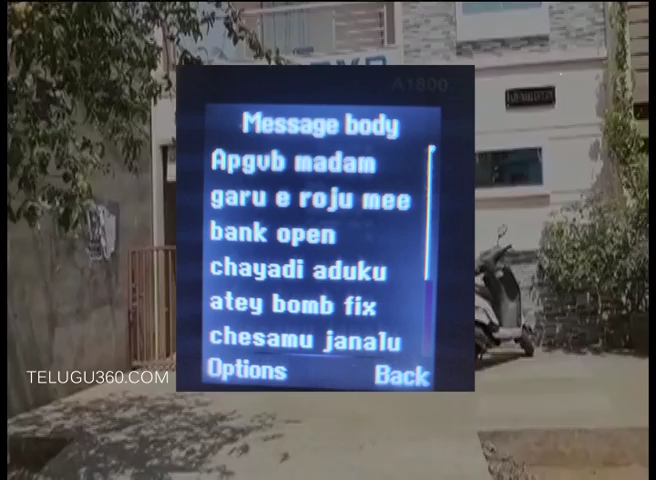 A1800
Message body
Apgvb madam
garu e roju mee
bank open
chayadi aduku
atey bomb fix
chesamu janalu
Options Back
TELUGU360.COM